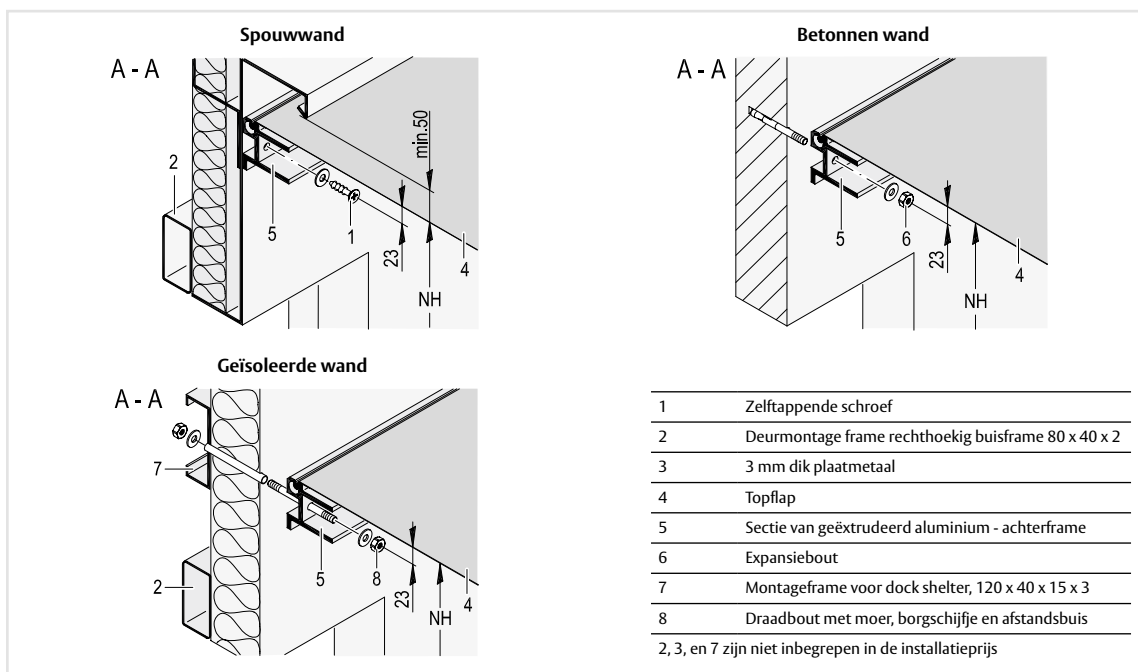 Spouwwand
A - A
2
5
1
min.50
23
4
NH
Betonnen wand
A - A
5
6
23
4
NH
Geïsoleerde wand
A - A
7
2
5
8
23
4
NH
1 Zelftappende schroef
2 Deurmontage frame rechthoekig buisframe 80 x 40 x 2
3 3 mm dik plaatmetaal
4 Topflap
5 Sectie van geëxtrudeerd aluminium - achterframe
6 Expansiebout
7 Montageframe voor dock shelter, 120 x 40 x 15 x 3
8 Draadbout met moer, borgschijfje en afstandsbuis
2, 3, en 7 zijn niet inbegrepen in de installatieprijs